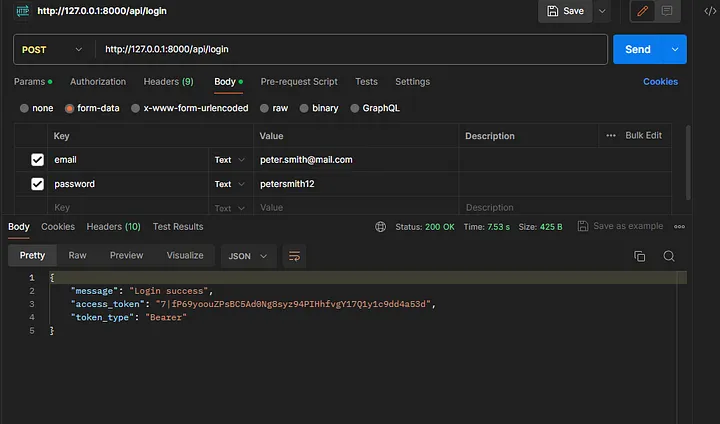 HTTP http://127.0.0.1:8000/api/login Save </>
POST http://127.0.0.1:8000/api/login Send
Params Authorization Headers (9) Body Pre-request Script Tests Settings Cookies
none form-data x-www-form-urlencoded raw binary GraphQL
Key Value Description Bulk Edit
email Text peter.smith@mail.com
password Text petersmith12
Key Text Value Description
Body Cookies Headers (10) Test Results Status: 200 OK Time: 7.53 s Size: 425 B Save as example
Pretty Raw Preview Visualize JSON
1 {
2 "message": "Login success",
3 "access_token": "7|fP69yoouZPsBC5Ad0Ng8syz94PIHhfvgY17Q1y1c9dd4a53d",
4 "token_type": "Bearer"
5 }